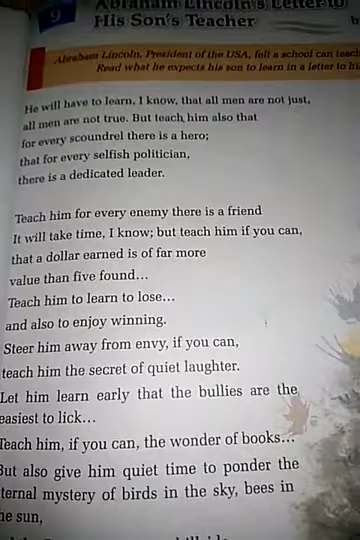 9
Abraham Lincoln's Letter to
His Son's Teacher
Abraham Lincoln, President of the USA, felt a school can teach
Read what he expects his son to learn in a letter to
He will have to learn, I know, that all men are not just,
all men are not true. But teach him also that
for every scoundrel there is a hero;
that for every selfish politician,
there is a dedicated leader.
Teach him for every enemy there is a friend
It will take time, I know; but teach him if you can,
that a dollar earned is of far more
value than five found...
Teach him to learn to lose...
and also to enjoy winning.
Steer him away from envy, if you can,
teach him the secret of quiet laughter.
Let him learn early that the bullies are the
easiest to lick...
Teach him, if you can, the wonder of books...
But also give him quiet time to ponder the
ternal mystery of birds in the sky, bees in
he sun,